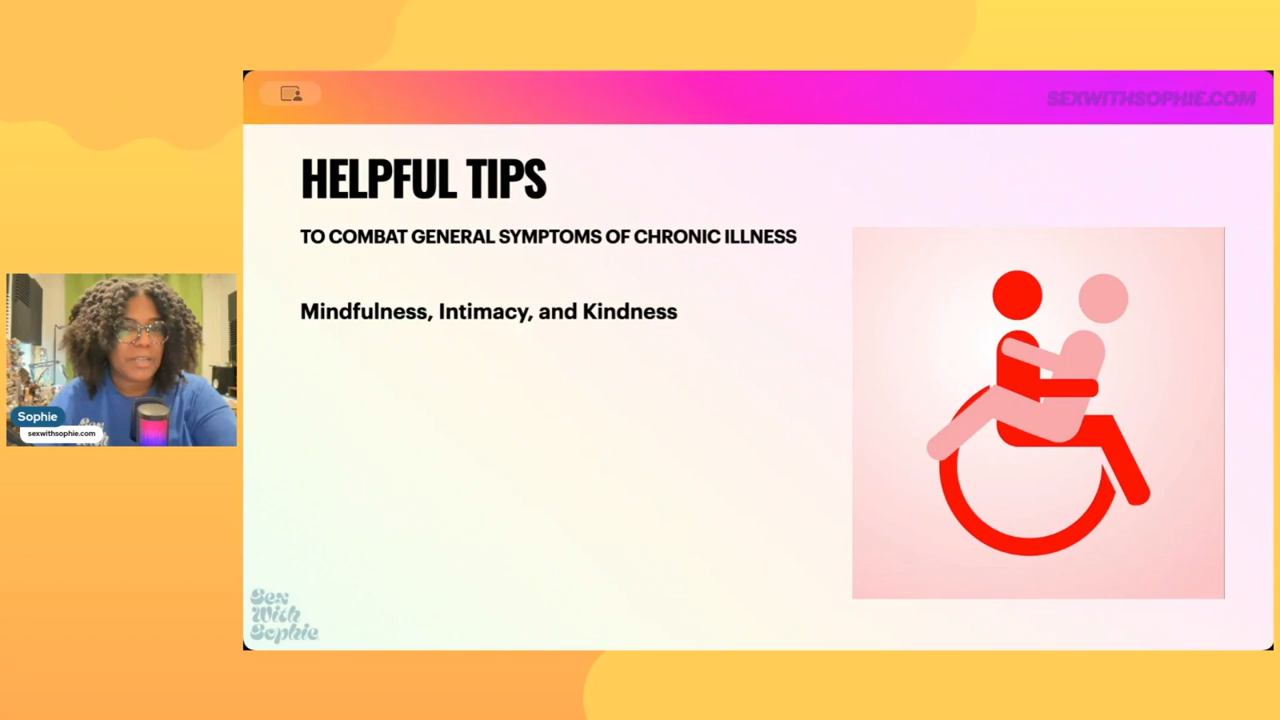 SEXWITHSOPHIE.COM
HELPFUL TIPS
TO COMBAT GENERAL SYMPTOMS OF CHRONIC ILLNESS
Mindfulness, Intimacy, and Kindness
Sophie
sexwithsophie.com
Sex
With
Sophie